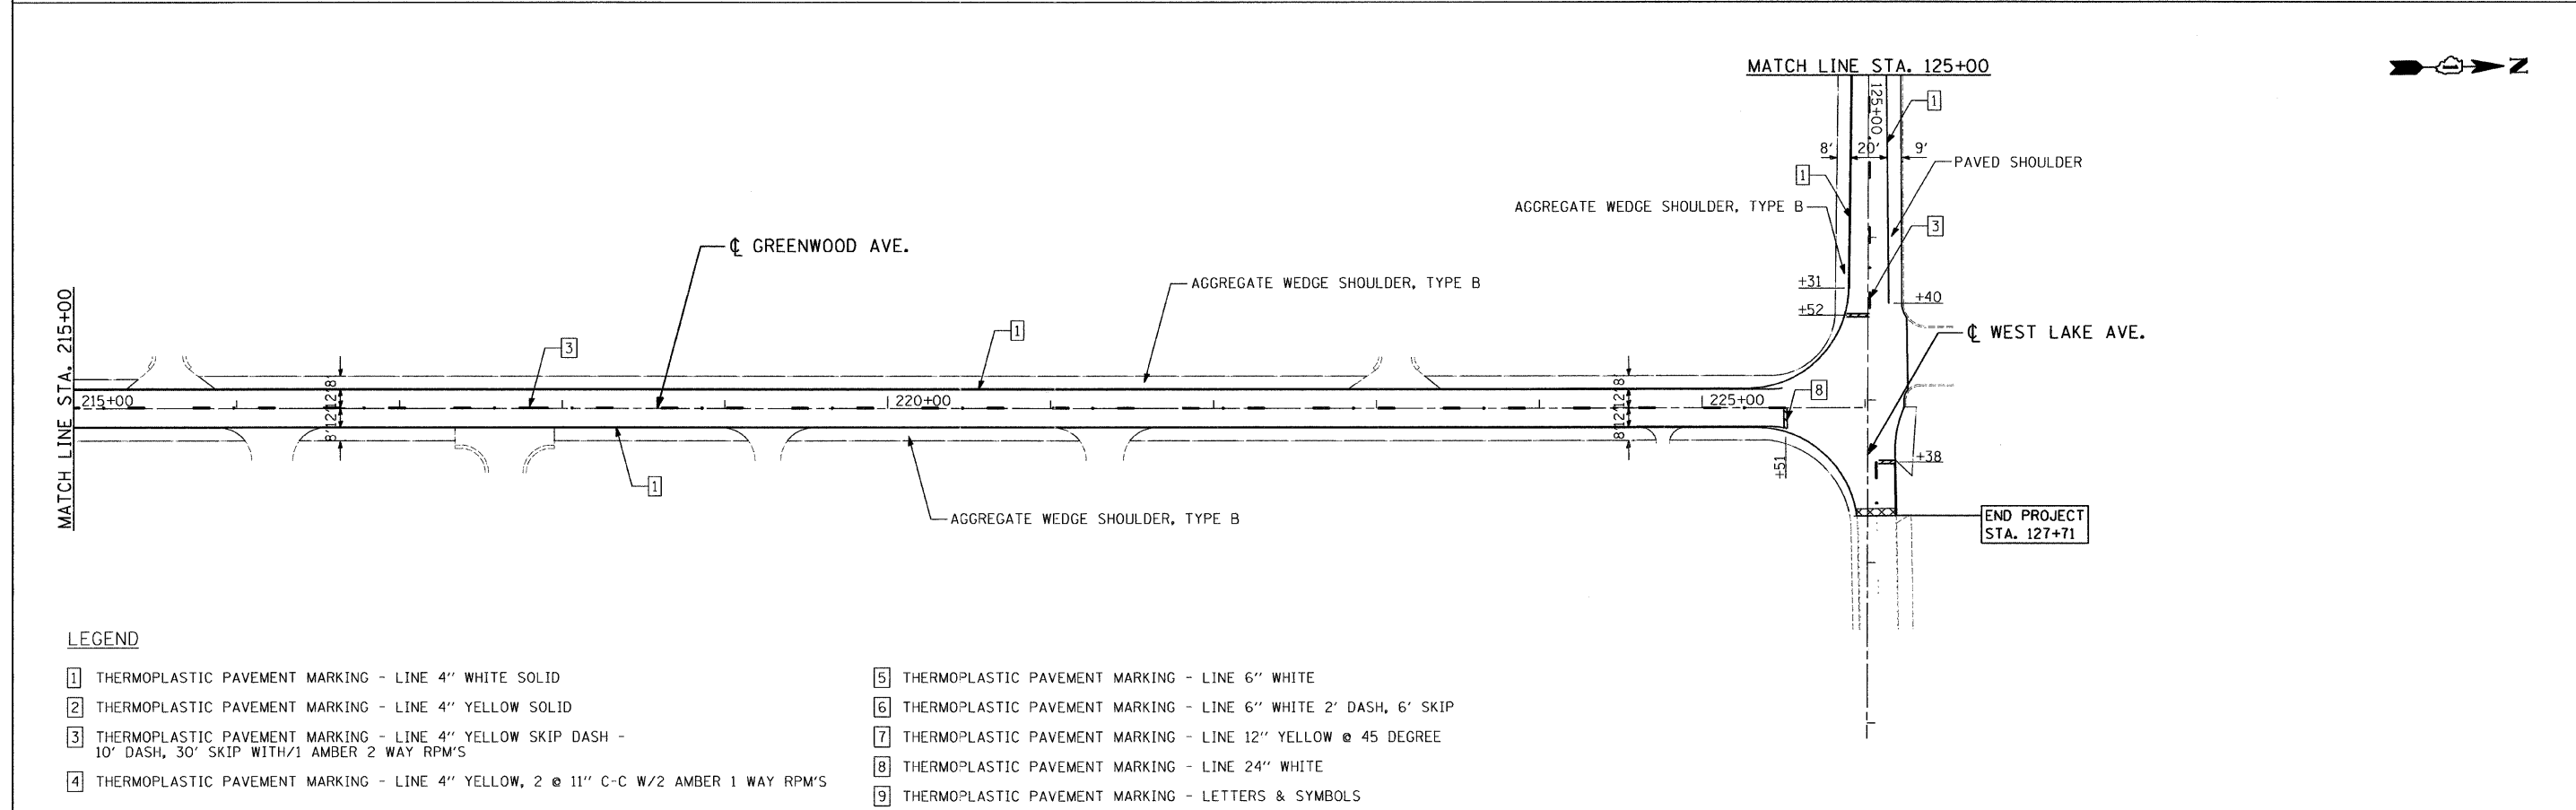 MATCH LINE STA. 125+00
N
125+00
1
8'
20'
9'
PAVED SHOULDER
1
AGGREGATE WEDGE SHOULDER, TYPE B
3
℄ GREENWOOD AVE.
AGGREGATE WEDGE SHOULDER, TYPE B
+31
+40
+52
℄ WEST LAKE AVE.
MATCH LINE STA. 215+00
3
1
8
215+00
220+00
225+00
8'
12'
12'
8'
8'
12'
12'
8'
+51
+38
1
AGGREGATE WEDGE SHOULDER, TYPE B
END PROJECT
STA. 127+71
LEGEND
1 THERMOPLASTIC PAVEMENT MARKING - LINE 4" WHITE SOLID
2 THERMOPLASTIC PAVEMENT MARKING - LINE 4" YELLOW SOLID
3 THERMOPLASTIC PAVEMENT MARKING - LINE 4" YELLOW SKIP DASH -
10' DASH, 30' SKIP WITH/1 AMBER 2 WAY RPM'S
4 THERMOPLASTIC PAVEMENT MARKING - LINE 4" YELLOW, 2 @ 11" C-C W/2 AMBER 1 WAY RPM'S
5 THERMOPLASTIC PAVEMENT MARKING - LINE 6" WHITE
6 THERMOPLASTIC PAVEMENT MARKING - LINE 6" WHITE 2' DASH, 6' SKIP
7 THERMOPLASTIC PAVEMENT MARKING - LINE 12" YELLOW @ 45 DEGREE
8 THERMOPLASTIC PAVEMENT MARKING - LINE 24" WHITE
9 THERMOPLASTIC PAVEMENT MARKING - LETTERS & SYMBOLS